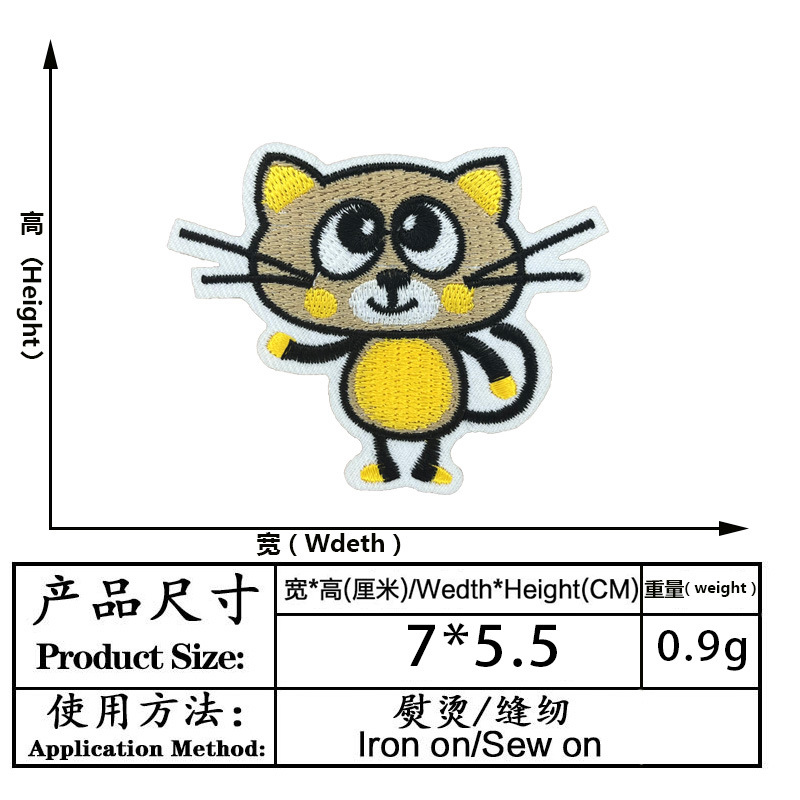 高（Height）
宽（Wdeth）
产品尺寸
Product Size:
宽*高(厘米)/Wedth*Height(CM)
7*5.5
重量( weight )
0.9g
使用方法：
Application Method:
熨烫/缝纫
Iron on/Sew on